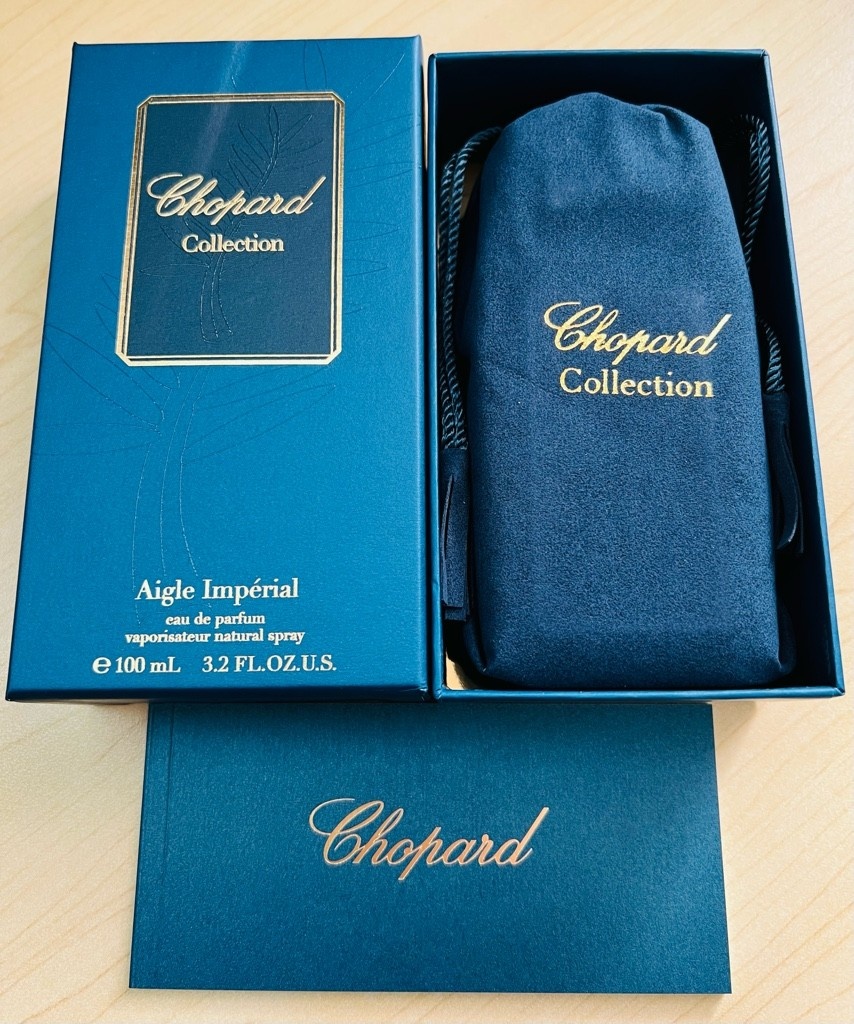 Chopard
Collection
Aigle Impérial
eau de parfum
vaporisateur natural spray
℮ 100 mL 3.2 FL.OZ.U.S.
Chopard
Collection
Chopard